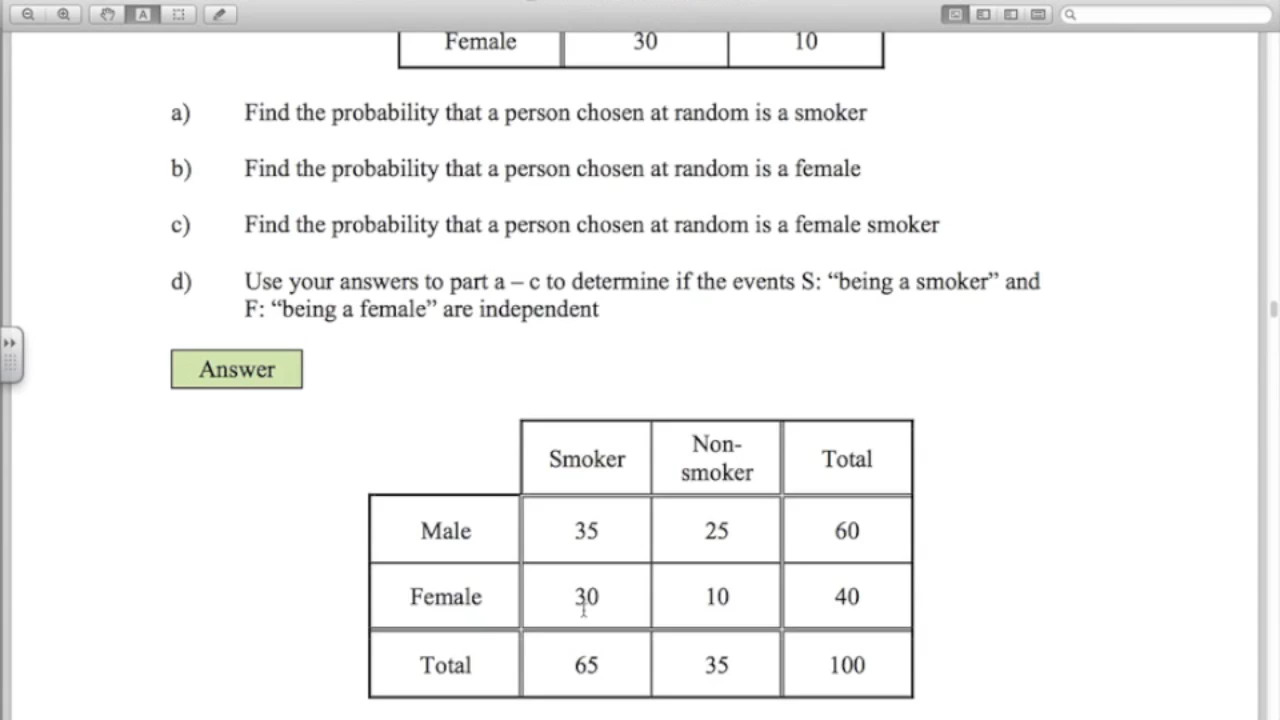 A
Female 30 10
a) Find the probability that a person chosen at random is a smoker
b) Find the probability that a person chosen at random is a female
c) Find the probability that a person chosen at random is a female smoker
d) Use your answers to part a – c to determine if the events S: “being a smoker” and
F: “being a female” are independent
Answer
Smoker Non-
smoker Total
Male 35 25 60
Female 30 10 40
Total 65 35 100